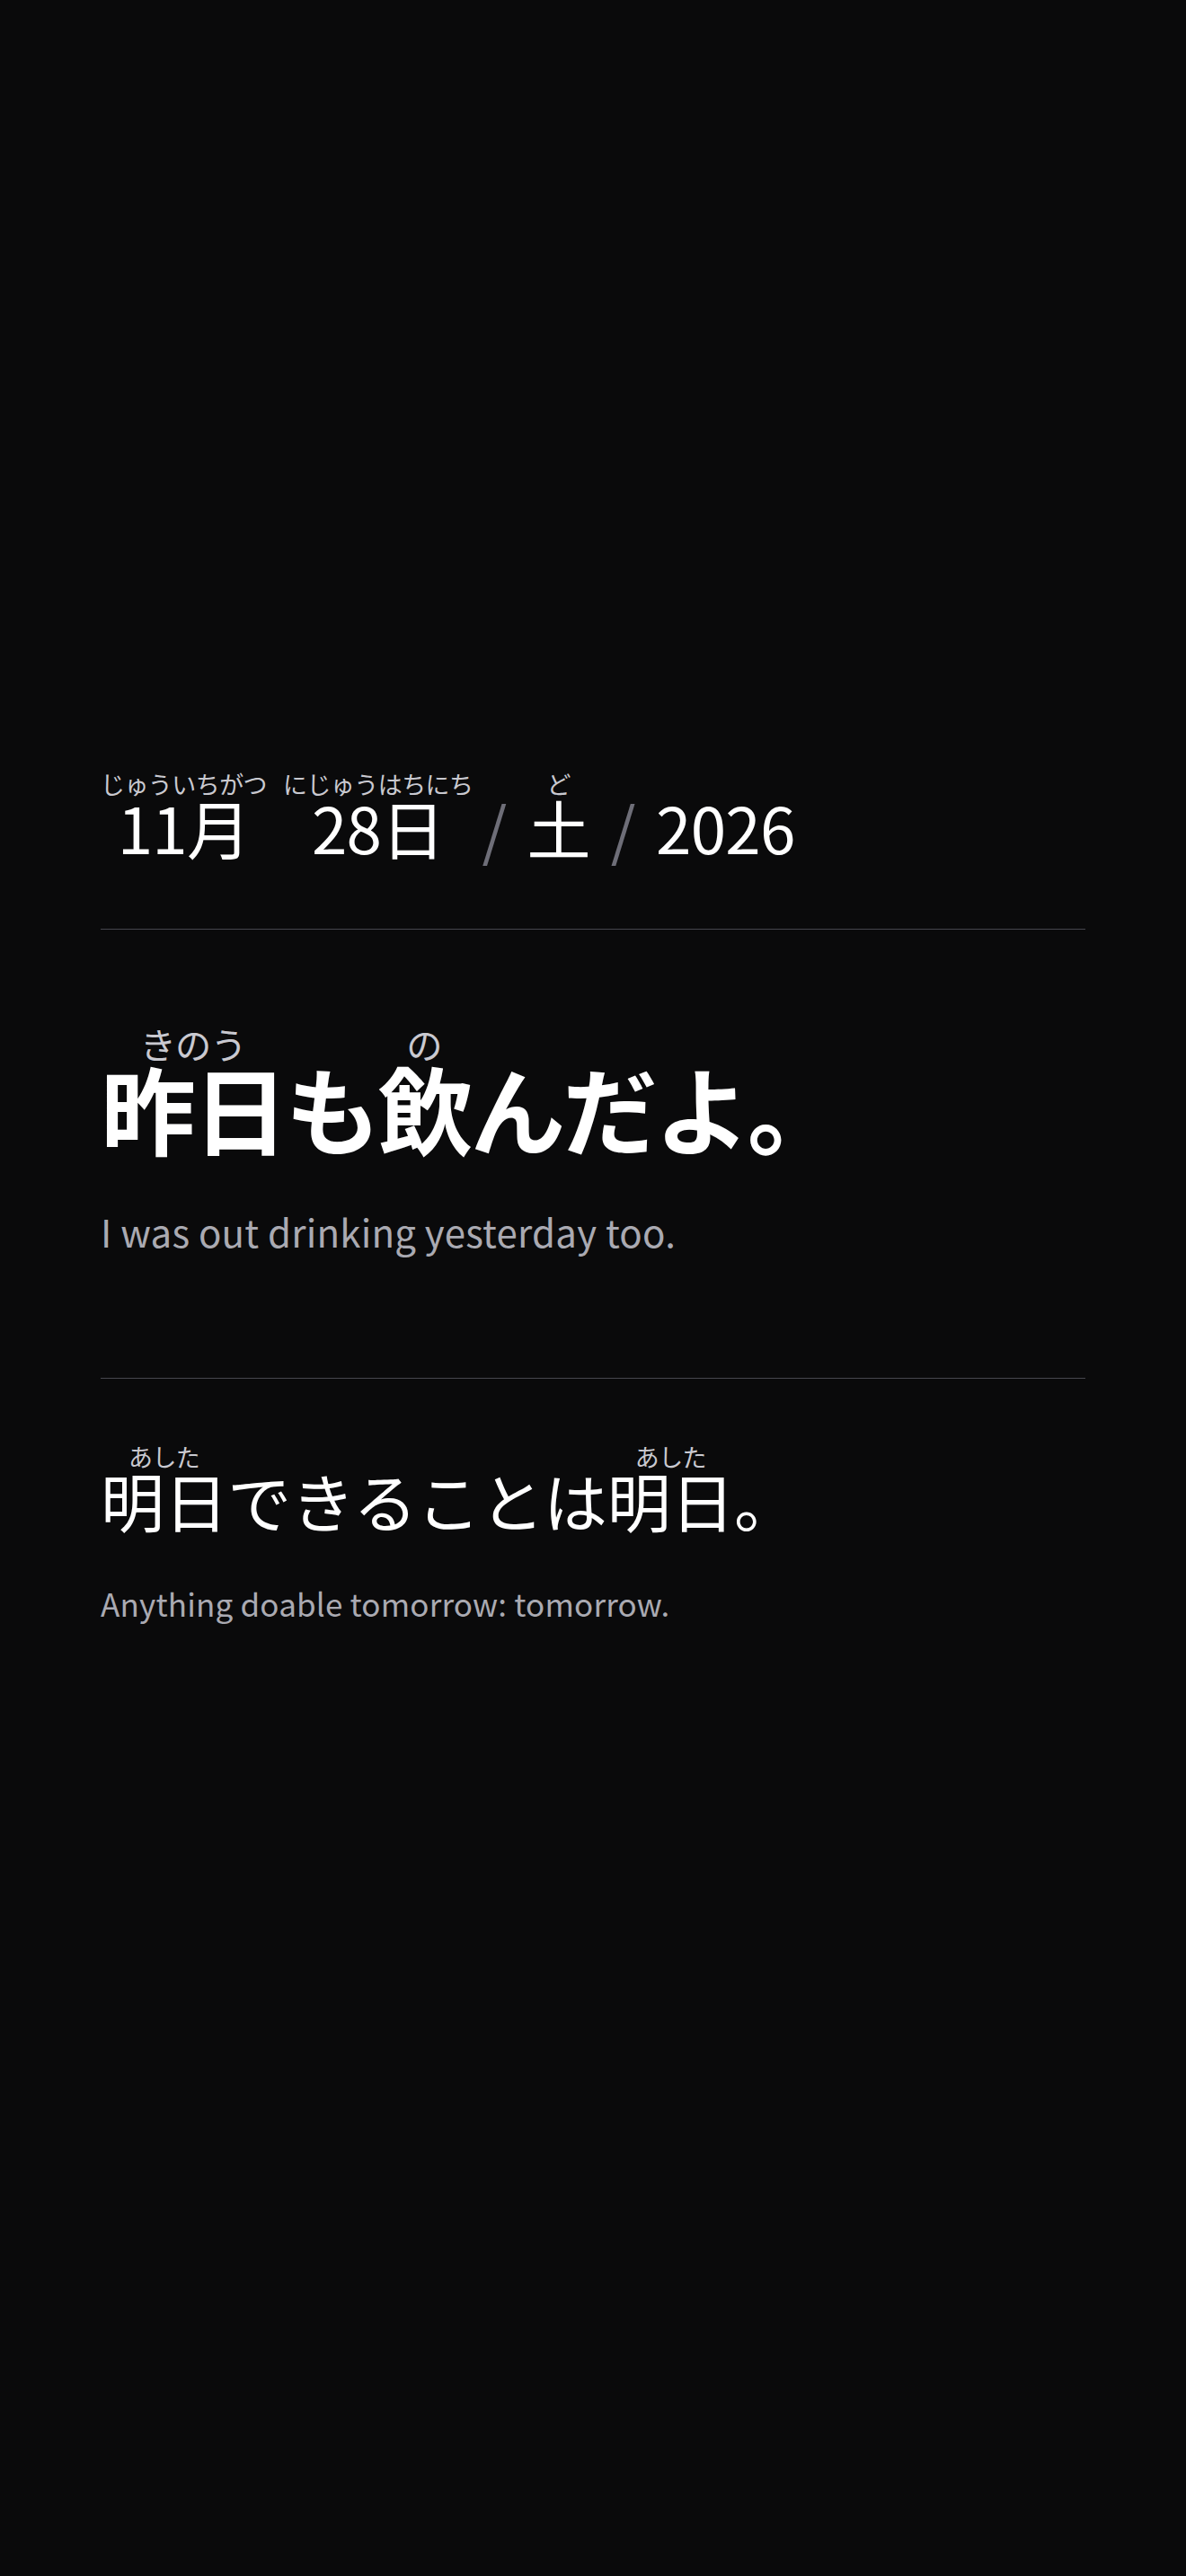 じゅういちがつ にじゅうはちにち ど
11月 28日 / 土 / 2026
きのう の
昨日も飲んだよ。
I was out drinking yesterday too.
あした あした
明日できることは明日。
Anything doable tomorrow: tomorrow.